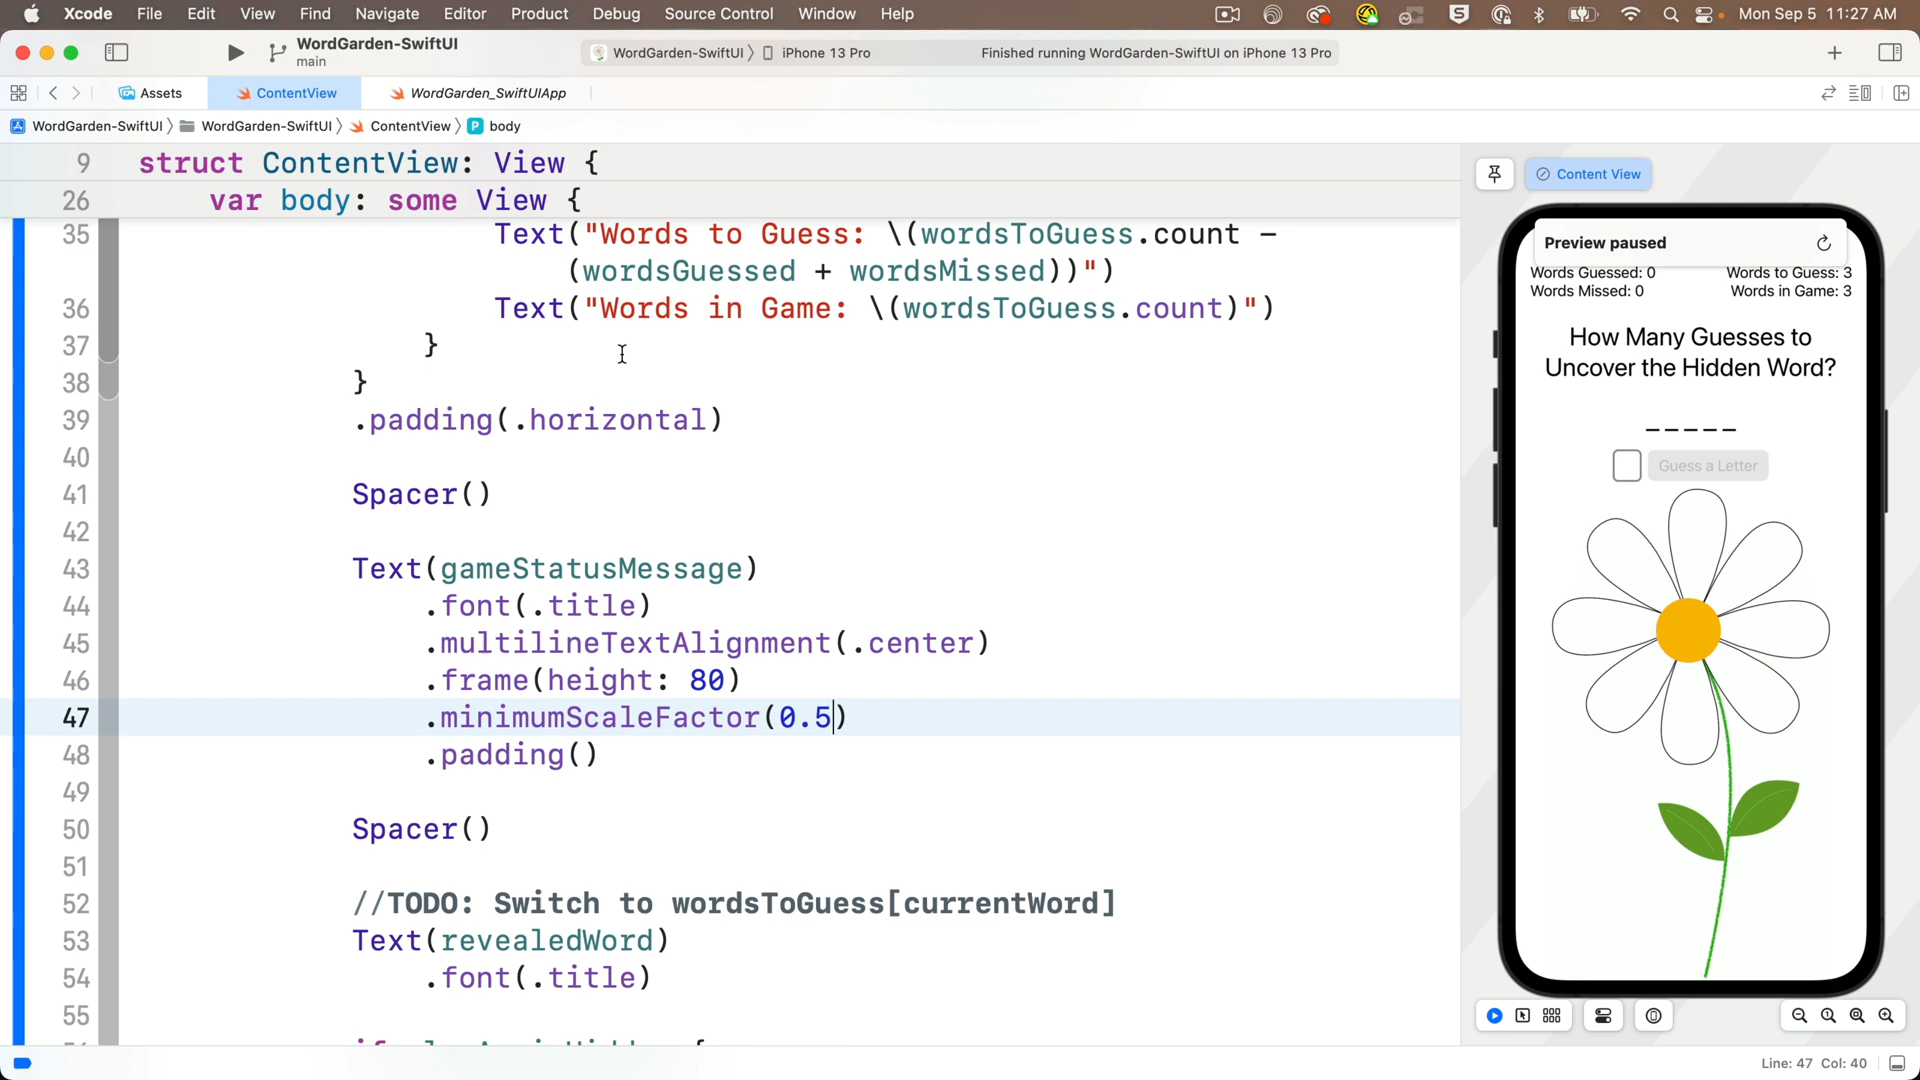 Xcode File Edit View Find Navigate Editor Product Debug Source Control Window Help Mon Sep 5 11:27 AM
WordGarden-SwiftUI
main
WordGarden-SwiftUI iPhone 13 Pro Finished running WordGarden-SwiftUI on iPhone 13 Pro
Assets ContentView WordGarden_SwiftUIApp
WordGarden-SwiftUI WordGarden-SwiftUI ContentView body
9 struct ContentView: View {
26 var body: some View {
35 Text("Words to Guess: \(wordsToGuess.count -
(wordsGuessed + wordsMissed))")
36 Text("Words in Game: \(wordsToGuess.count)")
37 }
38 }
39 .padding(.horizontal)
40
41 Spacer()
42
43 Text(gameStatusMessage)
44 .font(.title)
45 .multilineTextAlignment(.center)
46 .frame(height: 80)
47 .minimumScaleFactor(0.5)
48 .padding()
49
50 Spacer()
51
52 //TODO: Switch to wordsToGuess[currentWord]
53 Text(revealedWord)
54 .font(.title)
55
Content View
Preview paused
Words Guessed: 0 Words to Guess: 3
Words Missed: 0 Words in Game: 3
How Many Guesses to
Uncover the Hidden Word?
_ _ _ _ _
Guess a Letter
Line: 47 Col: 40